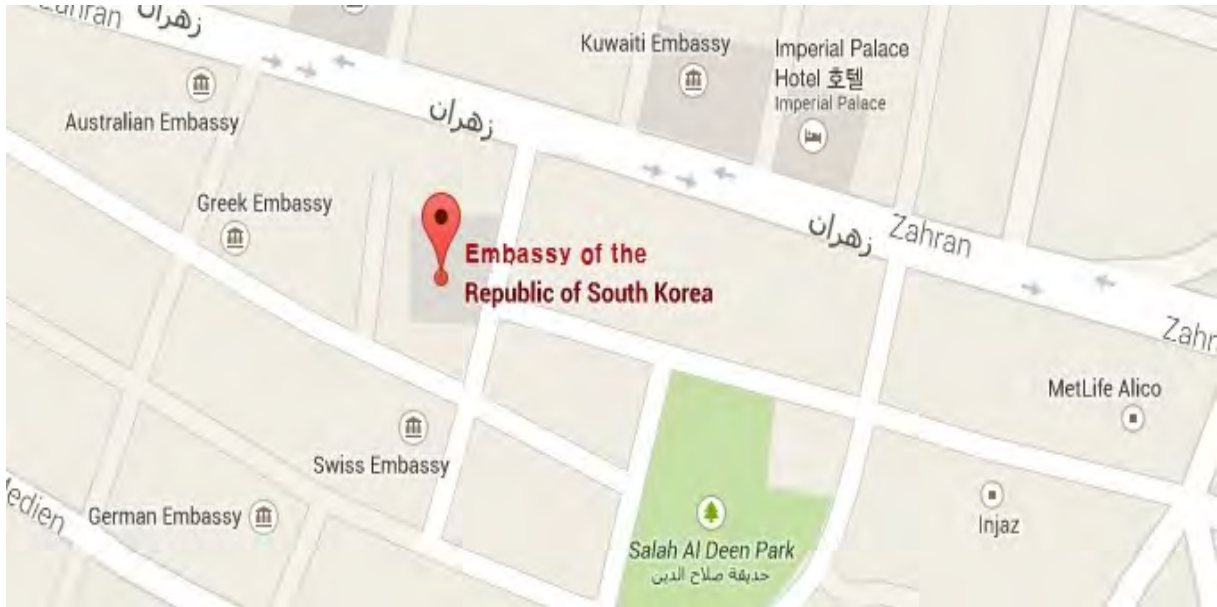 Zahran
زهران
Kuwaiti Embassy
Imperial Palace
Hotel 호텔
Imperial Palace
Australian Embassy
زهران
Greek Embassy
زهران
Zahran
Embassy of the
Republic of South Korea
Zahr
MetLife Alico
Swiss Embassy
Medien
German Embassy
Injaz
Salah Al Deen Park
حديقة صلاح الدين